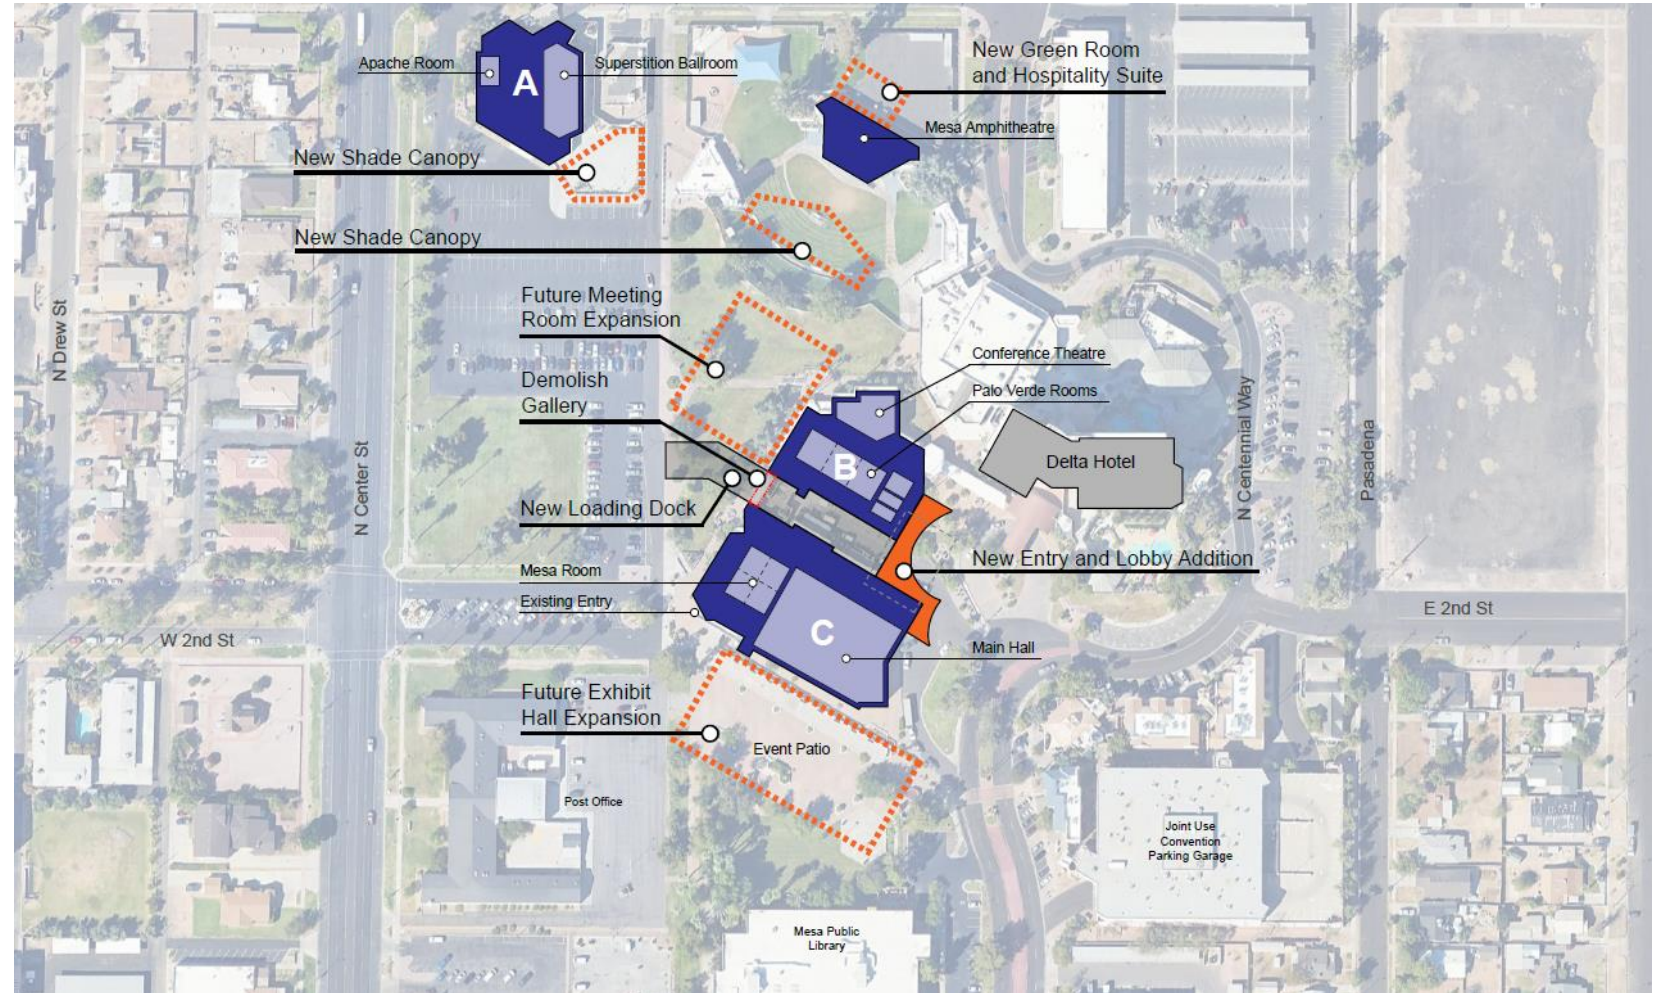 Apache Room
A
Superstition Ballroom
New Green Room
and Hospitality Suite
Mesa Amphitheatre
New Shade Canopy
New Shade Canopy
Future Meeting
Room Expansion
N Drew St
Conference Theatre
Demolish
Gallery
Palo Verde Rooms
N Center St
B
Delta Hotel
N Centennial Way
Pasadena
New Loading Dock
New Entry and Lobby Addition
Mesa Room
Existing Entry
E 2nd St
W 2nd St
C
Main Hall
Future Exhibit
Hall Expansion
Event Patio
Post Office
Joint Use
Convention
Parking Garage
Mesa Public
Library